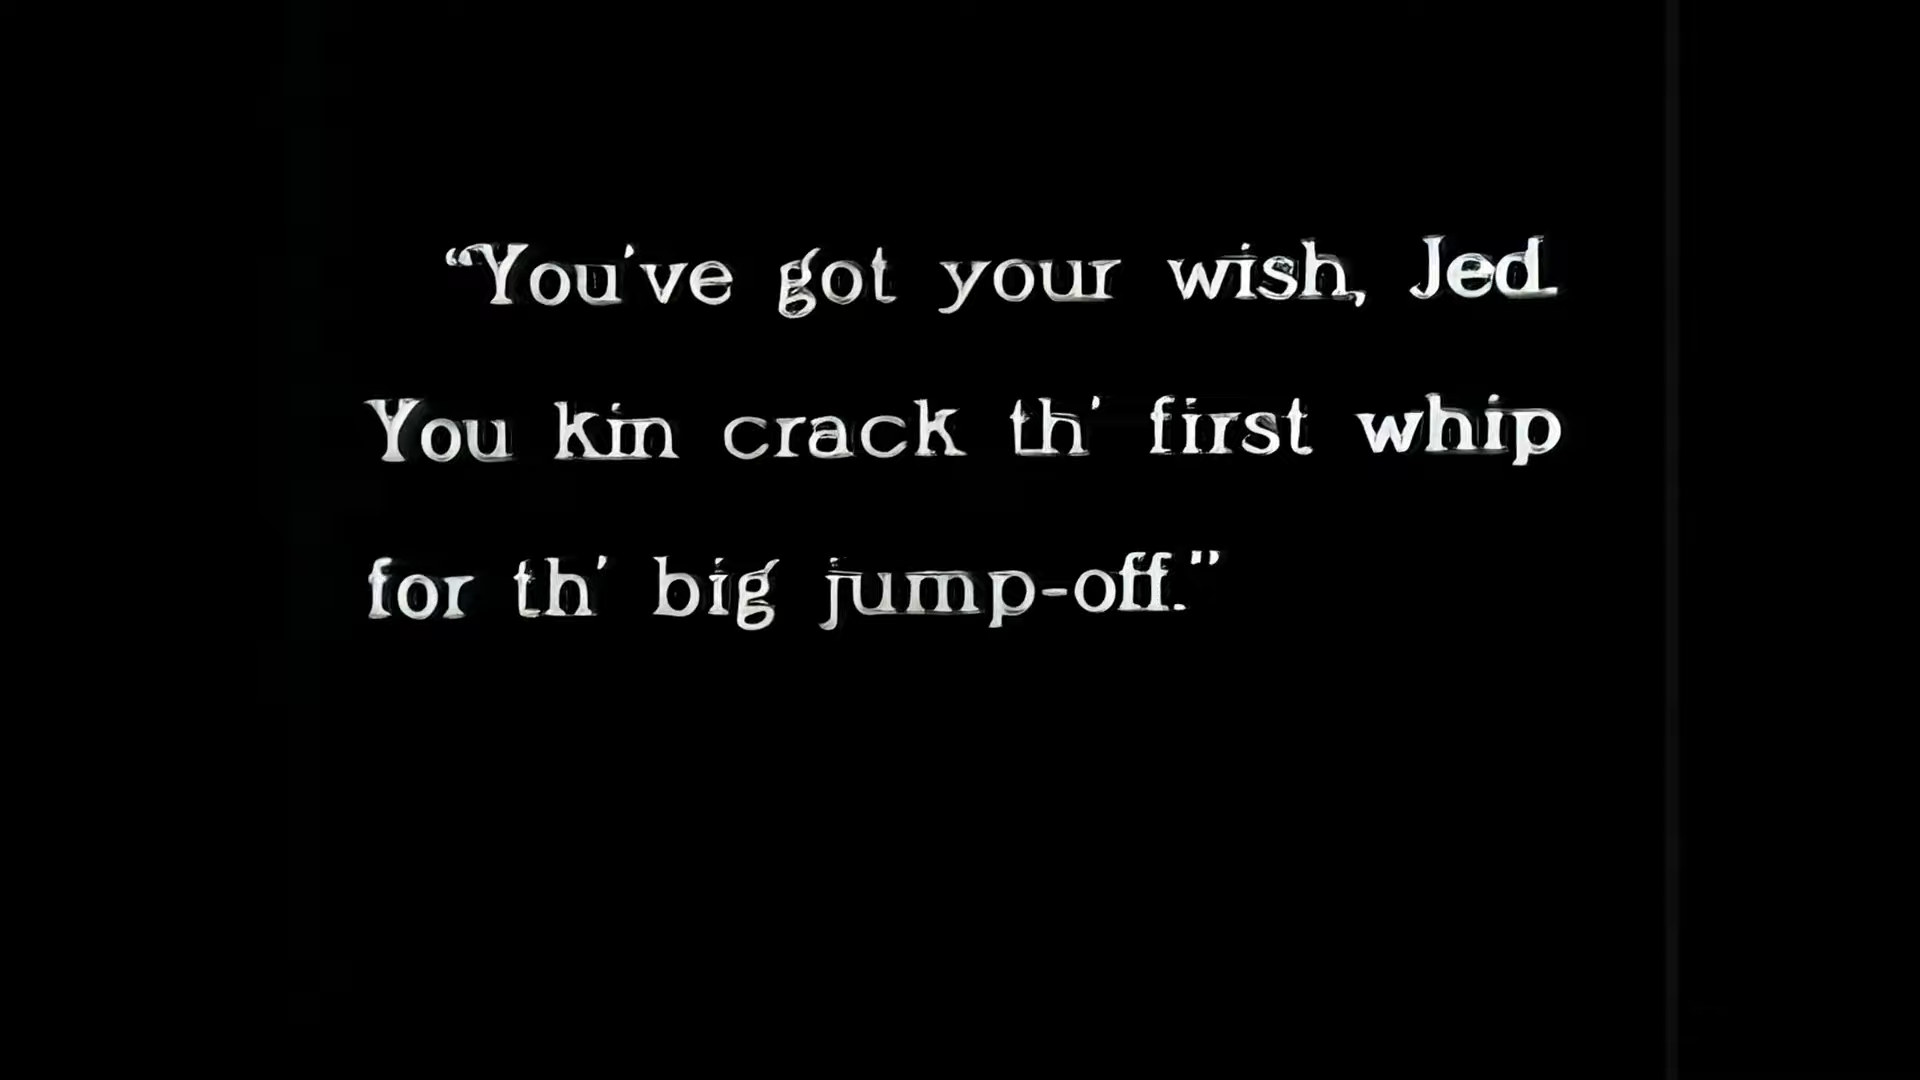 “You've got your wish, Jed.
You kin crack th' first whip
for th' big jump-off."